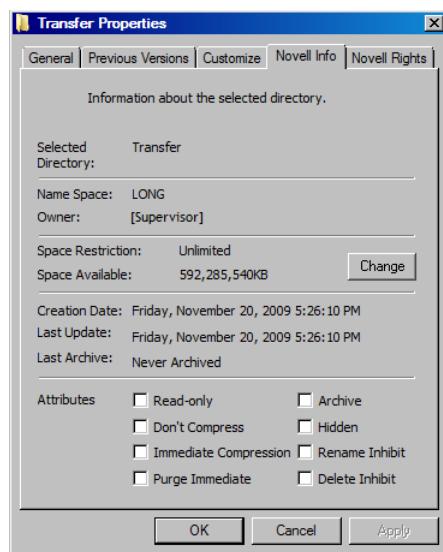 Transfer Properties
General Previous Versions Customize Novell Info Novell Rights
Information about the selected directory.
Selected Directory: Transfer
Name Space: LONG
Owner: [Supervisor]
Space Restriction: Unlimited
Space Available: 592,285,540KB
Change
Creation Date: Friday, November 20, 2009 5:26:10 PM
Last Update: Friday, November 20, 2009 5:26:10 PM
Last Archive: Never Archived
Attributes Read-only Archive
Don't Compress Hidden
Immediate Compression Rename Inhibit
Purge Immediate Delete Inhibit
OK Cancel Apply